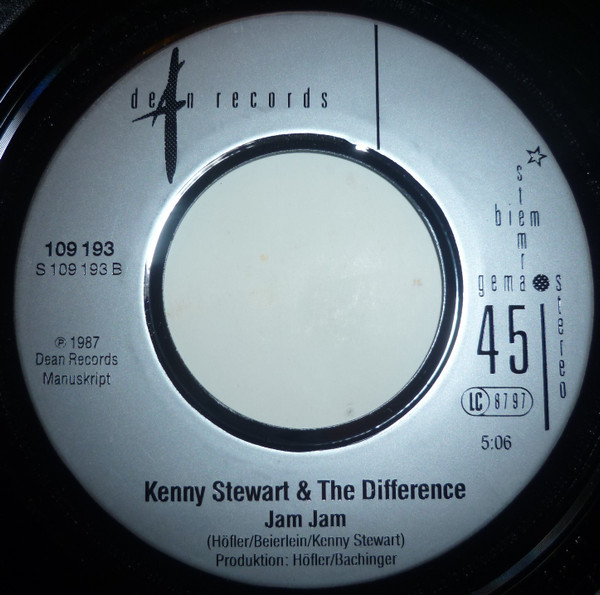 dean records
109 193
S 109 193 B
℗ 1987
Dean Records
Manuskript
stemra
biem
gema
stereo
45
LC 8797
5:06
Kenny Stewart & The Difference
Jam Jam
(Höfler/Beierlein/Kenny Stewart)
Produktion: Höfler/Bachinger